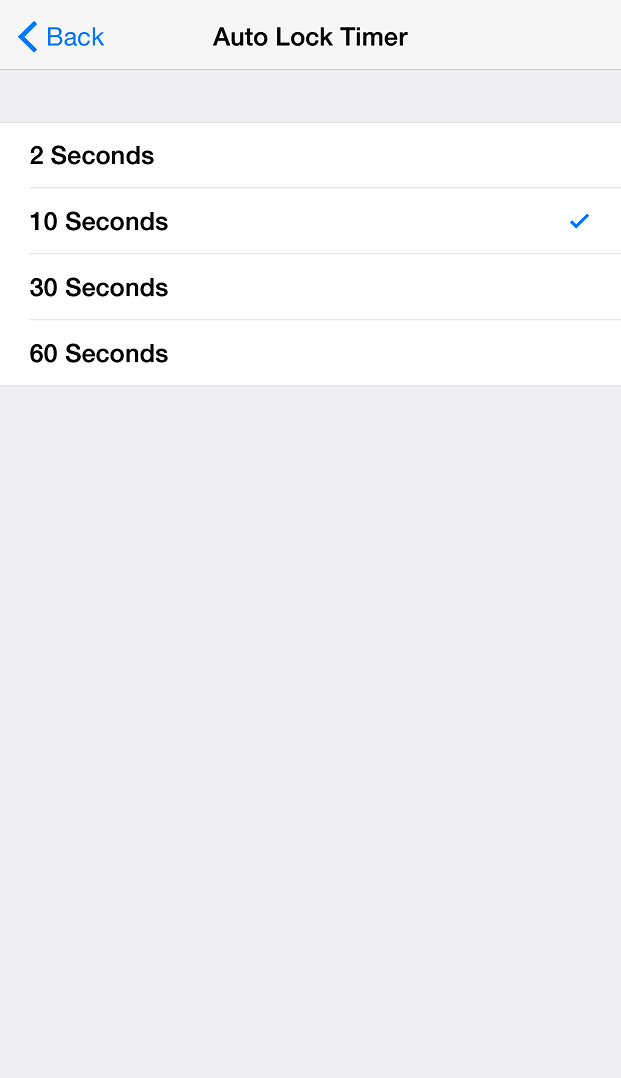 Back
Auto Lock Timer
2 Seconds
10 Seconds
30 Seconds
60 Seconds